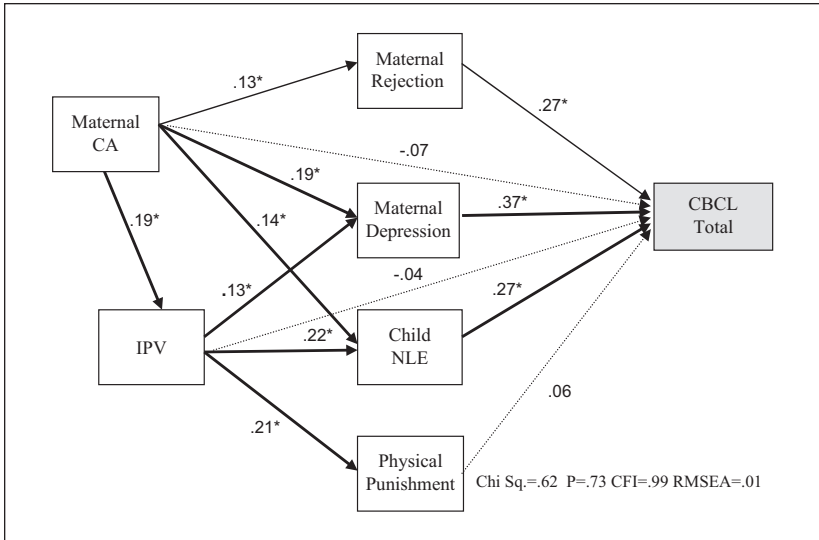 Maternal
Rejection
.13*
.27*
Maternal
CA
-.07
.19*
Maternal
Depression
.37*
CBCL
Total
.14*
.19*
-.04
.13*
.27*
IPV
.22*
Child
NLE
.06
.21*
Physical
Punishment
Chi Sq.=.62 P=.73 CFI=.99 RMSEA=.01